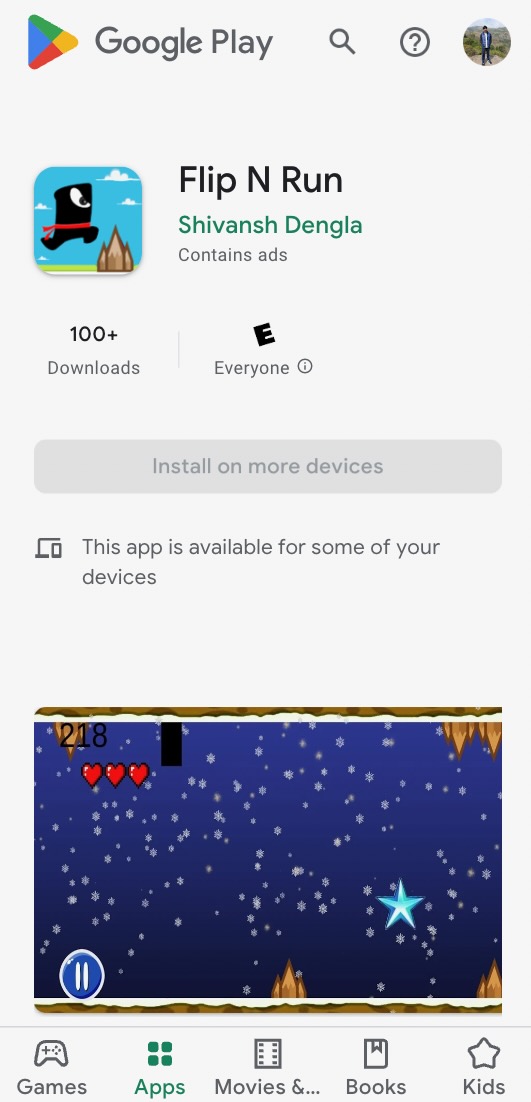 Google Play
Flip N Run
Shivansh Dengla
Contains ads
100+
Downloads
E
Everyone
Install on more devices
This app is available for some of your
devices
218
Games
Apps
Movies &...
Books
Kids